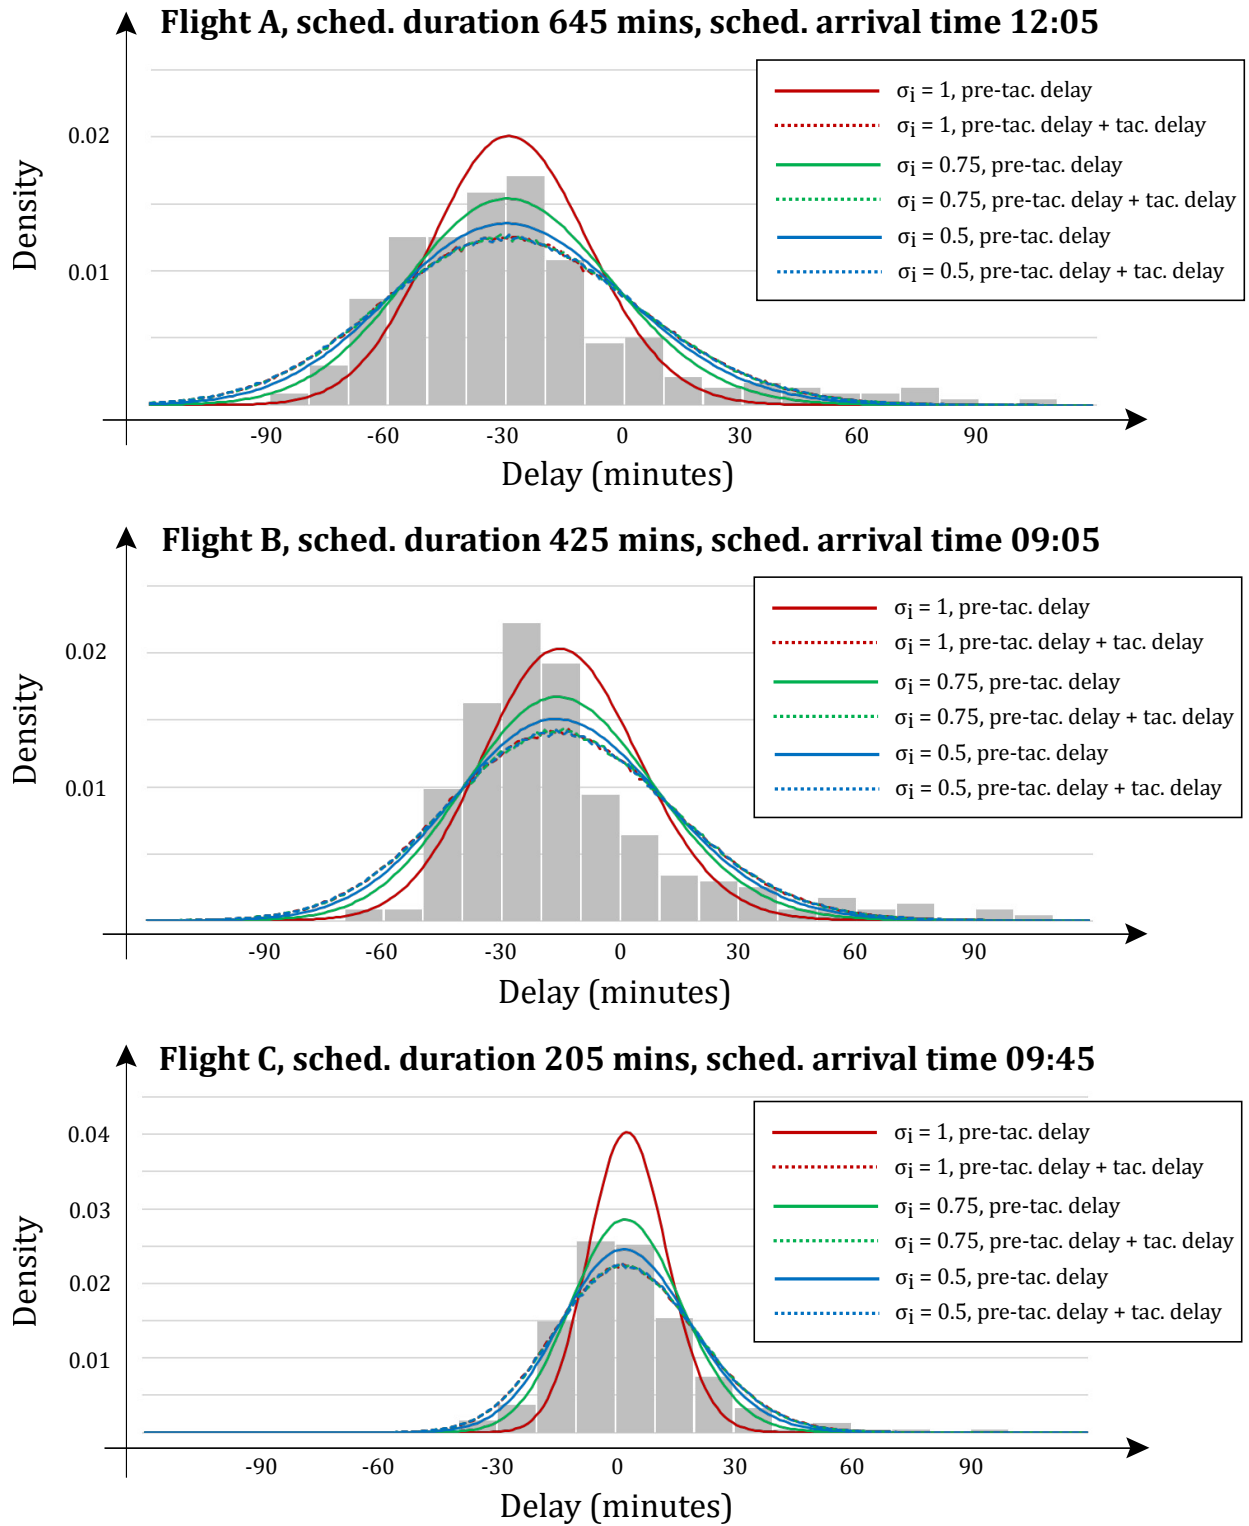 Flight A, sched. duration 645 mins, sched. arrival time 12:05
σi = 1, pre-tac. delay
σi = 1, pre-tac. delay + tac. delay
σi = 0.75, pre-tac. delay
σi = 0.75, pre-tac. delay + tac. delay
σi = 0.5, pre-tac. delay
σi = 0.5, pre-tac. delay + tac. delay
Density
0.02
0.01
-90 -60 -30 0 30 60 90
Delay (minutes)
Flight B, sched. duration 425 mins, sched. arrival time 09:05
σi = 1, pre-tac. delay
σi = 1, pre-tac. delay + tac. delay
σi = 0.75, pre-tac. delay
σi = 0.75, pre-tac. delay + tac. delay
σi = 0.5, pre-tac. delay
σi = 0.5, pre-tac. delay + tac. delay
Density
0.02
0.01
-90 -60 -30 0 30 60 90
Delay (minutes)
Flight C, sched. duration 205 mins, sched. arrival time 09:45
σi = 1, pre-tac. delay
σi = 1, pre-tac. delay + tac. delay
σi = 0.75, pre-tac. delay
σi = 0.75, pre-tac. delay + tac. delay
σi = 0.5, pre-tac. delay
σi = 0.5, pre-tac. delay + tac. delay
Density
0.04
0.03
0.02
0.01
-90 -60 -30 0 30 60 90
Delay (minutes)